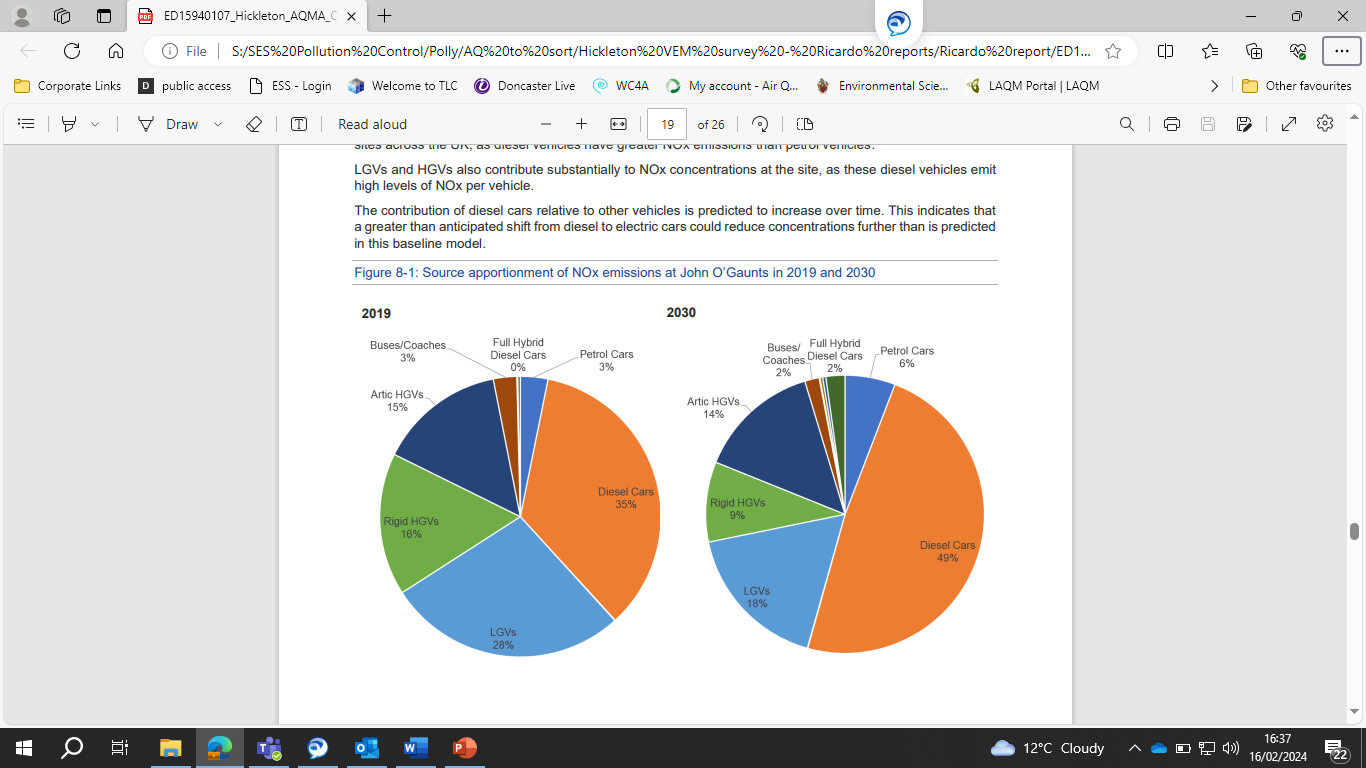 ED15940107_Hickleton_AQMA_C
File
S:/SES%20Pollution%20Control/Polly/AQ%20to%20sort/Hickleton%20VEM%20survey%20-%20Ricardo%20reports/Ricardo%20report/ED1...
Corporate Links
D public access
ESS - Login
Welcome to TLC
Doncaster Live
WC4A
My account - Air Q...
Environmental Scie...
LAQM Portal | LAQM
Other favourites
Draw
Read aloud
19
of 26
sites across the UK, as diesel vehicles have greater NOx emissions than petrol vehicles.
LGVs and HGVs also contribute substantially to NOx concentrations at the site, as these diesel vehicles emit
high levels of NOx per vehicle.
The contribution of diesel cars relative to other vehicles is predicted to increase over time. This indicates that
a greater than anticipated shift from diesel to electric cars could reduce concentrations further than is predicted
in this baseline model.
Figure 8-1: Source apportionment of NOx emissions at John O'Gaunts in 2019 and 2030
2019
Buses/Coaches
3%
Full Hybrid
Diesel Cars
0%
Petrol Cars
3%
Artic HGVs
15%
Diesel Cars
35%
Rigid HGVs
16%
LGVs
28%
2030
Buses/
Coaches
2%
Full Hybrid
Diesel Cars
2%
Petrol Cars
6%
Artic HGVs
14%
Rigid HGVs
9%
Diesel Cars
49%
LGVs
18%
12°C Cloudy
16:37
16/02/2024
22